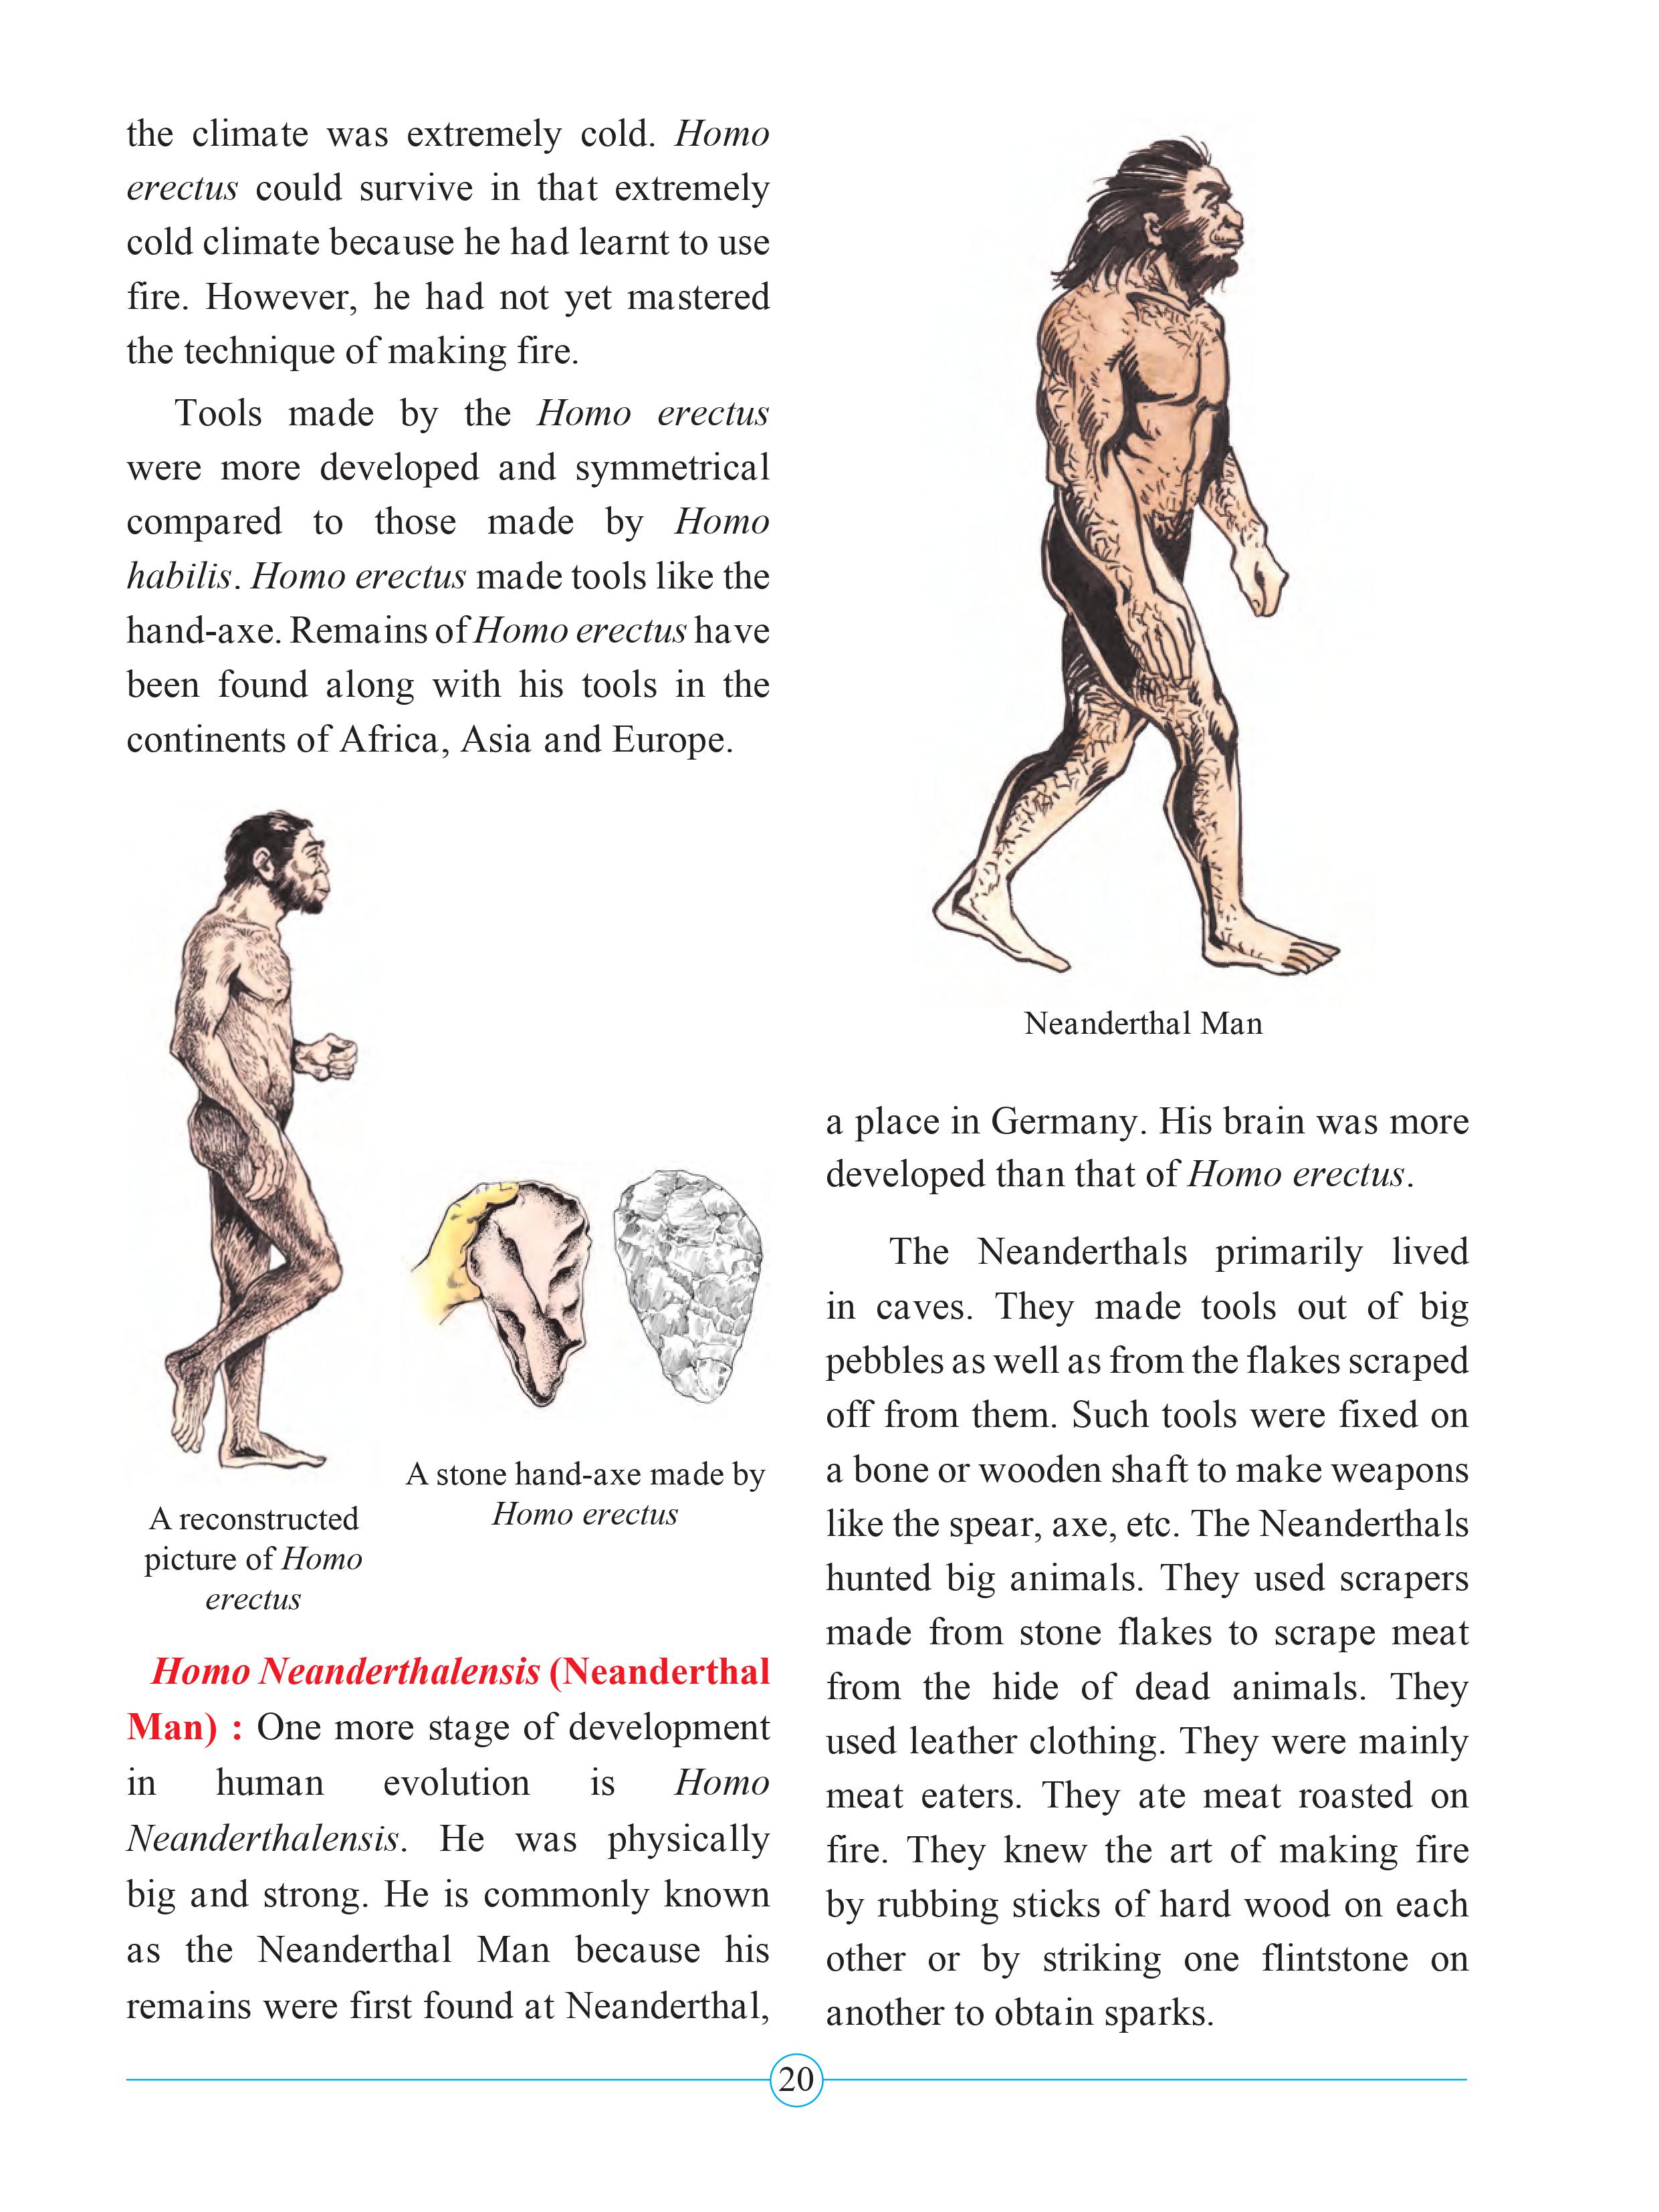 the climate was extremely cold. Homo
erectus could survive in that extremely
cold climate because he had learnt to use
fire. However, he had not yet mastered
the technique of making fire.
Tools made by the Homo erectus
were more developed and symmetrical
compared to those made by Homo
habilis. Homo erectus made tools like the
hand-axe. Remains of Homo erectus have
been found along with his tools in the
continents of Africa, Asia and Europe.
A reconstructed
picture of Homo
erectus
A stone hand-axe made by
Homo erectus
Homo Neanderthalensis (Neanderthal
Man) : One more stage of development
in human evolution is Homo
Neanderthalensis. He was physically
big and strong. He is commonly known
as the Neanderthal Man because his
remains were first found at Neanderthal,
Neanderthal Man
a place in Germany. His brain was more
developed than that of Homo erectus.
The Neanderthals primarily lived
in caves. They made tools out of big
pebbles as well as from the flakes scraped
off from them. Such tools were fixed on
a bone or wooden shaft to make weapons
like the spear, axe, etc. The Neanderthals
hunted big animals. They used scrapers
made from stone flakes to scrape meat
from the hide of dead animals. They
used leather clothing. They were mainly
meat eaters. They ate meat roasted on
fire. They knew the art of making fire
by rubbing sticks of hard wood on each
other or by striking one flintstone on
another to obtain sparks.
20